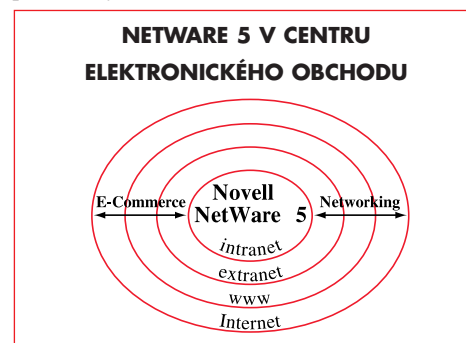 NETWARE 5 V CENTRU
ELEKTRONICKÉHO OBCHODU
E-Commerce
Novell
NetWare 5
Networking
intranet
extranet
www
Internet